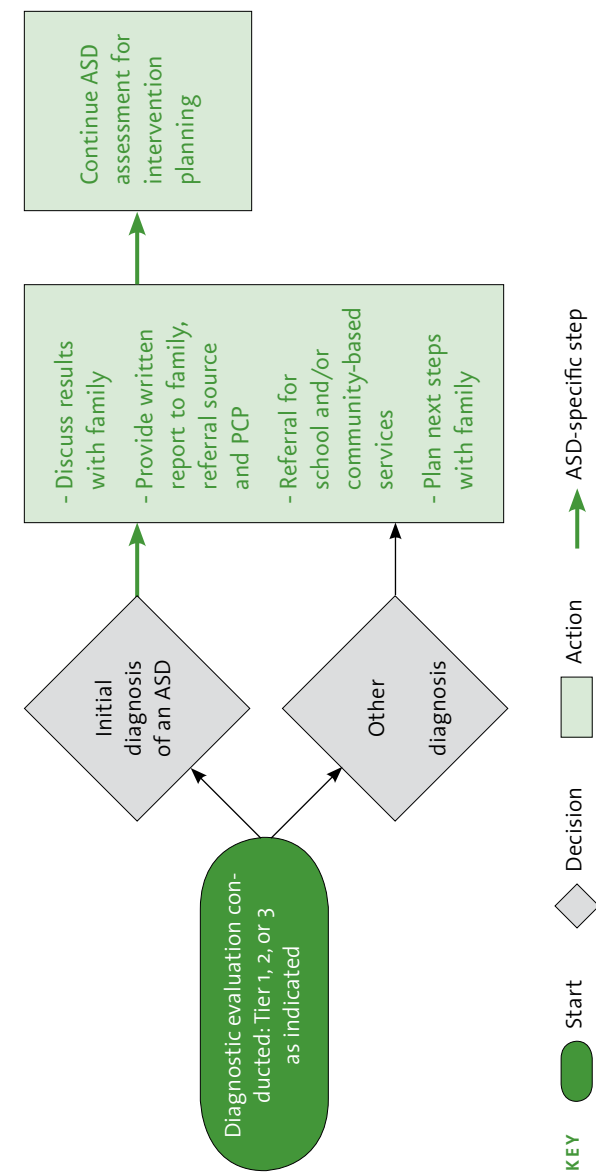 Diagnostic evaluation con-
ducted: Tier 1, 2, or 3
as indicated
Initial
diagnosis
of an ASD
Other
diagnosis
- Discuss results
with family
- Provide written
report to family,
referral source
and PCP
- Referral for
school and/or
community-based
services
- Plan next steps
with family
Continue ASD
assessment for
intervention
planning
KEY
Start
Decision
Action
ASD-specific step